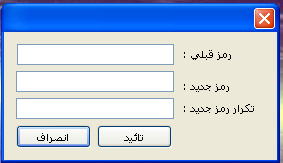 رمز قبلي :
رمز جديد :
تكرار رمز جديد :
تائيد انصراف